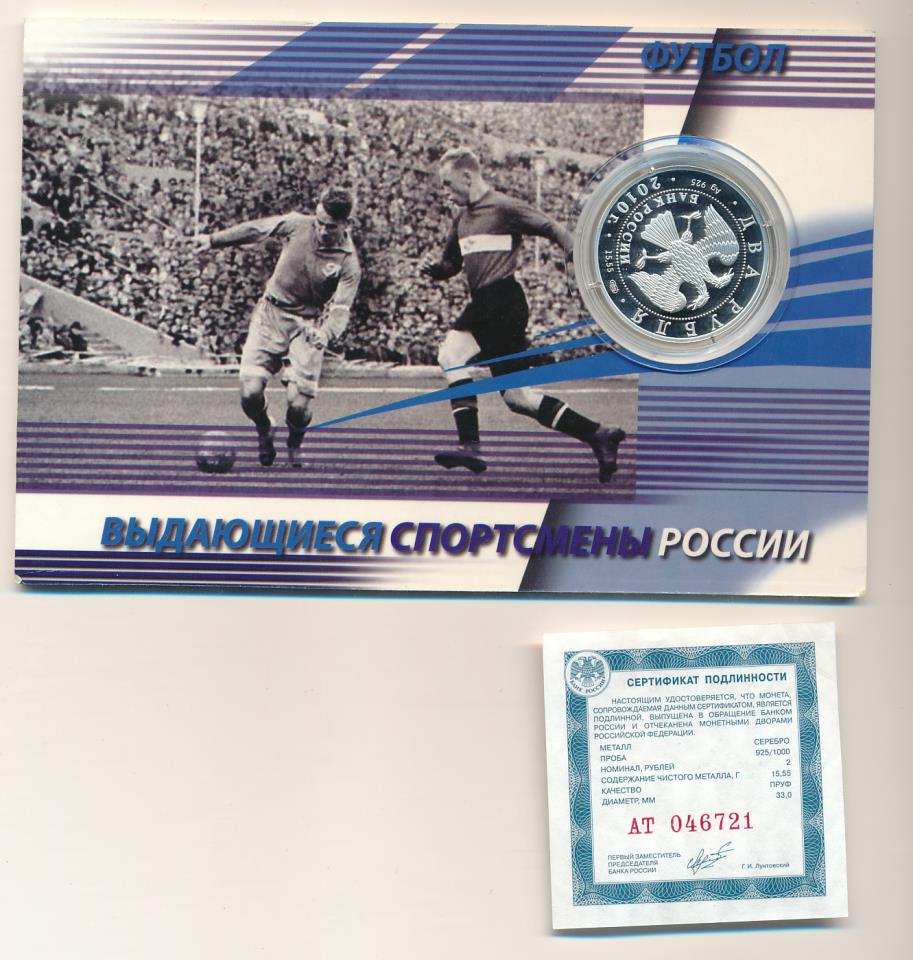 ФУТБОЛ
БАНК РОССИИ
ДВА РУБЛЯ
2010 г.
Ag 925
15,55
ВЫДАЮЩИЕСЯ СПОРТСМЕНЫ РОССИИ
БАНК РОССИИ
СЕРТИФИКАТ ПОДЛИННОСТИ
НАСТОЯЩИМ УДОСТОВЕРЯЕТСЯ, ЧТО МОНЕТА,
СОПРОВОЖДАЕМАЯ ДАННЫМ СЕРТИФИКАТОМ, ЯВЛЯЕТСЯ
ПОДЛИННОЙ, ВЫПУЩЕНА В ОБРАЩЕНИЕ БАНКОМ
РОССИИ И ОТЧЕКАНЕНА МОНЕТНЫМИ ДВОРАМИ
РОССИЙСКОЙ ФЕДЕРАЦИИ.
МЕТАЛЛ СЕРЕБРО
ПРОБА 925/1000
НОМИНАЛ, РУБЛЕЙ 2
СОДЕРЖАНИЕ ЧИСТОГО МЕТАЛЛА, Г 15,55
КАЧЕСТВО ПРУФ
ДИАМЕТР, ММ 33,0
АТ 046721
ПЕРВЫЙ ЗАМЕСТИТЕЛЬ
ПРЕДСЕДАТЕЛЯ
БАНКА РОССИИ
Г. И. Лунтовский